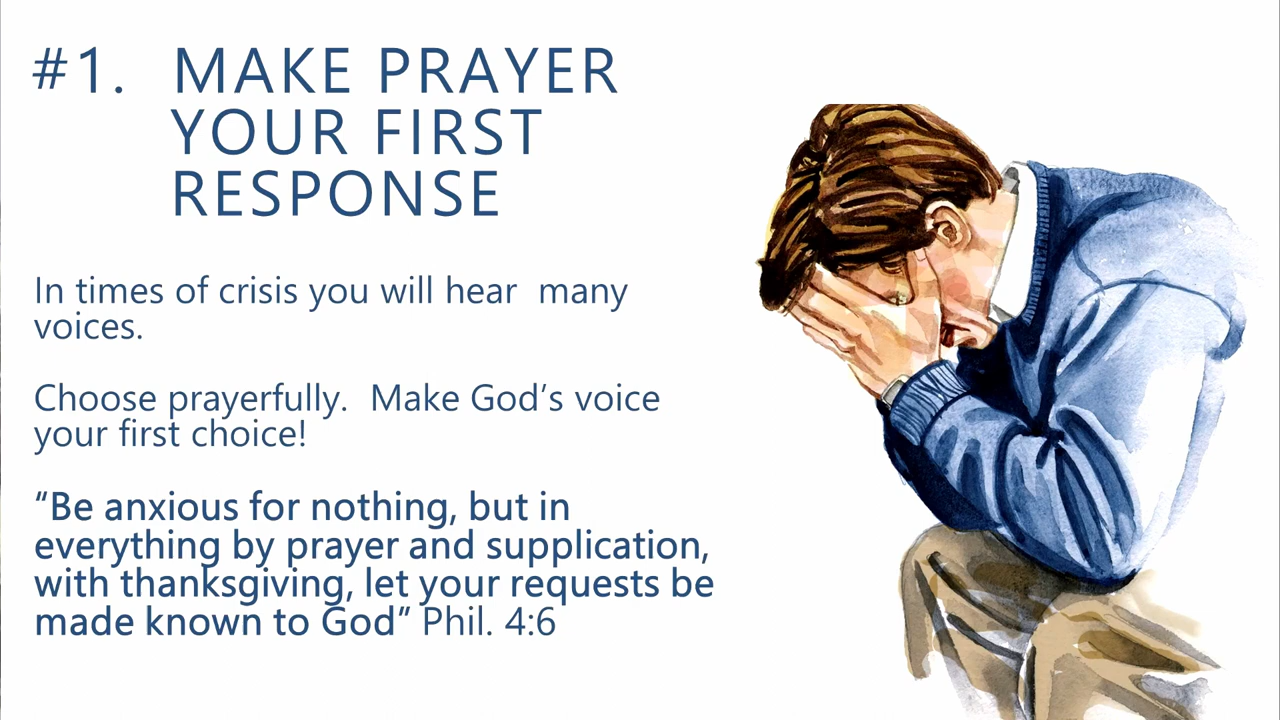 #1. MAKE PRAYER
YOUR FIRST
RESPONSE
In times of crisis you will hear  many
voices.
Choose prayerfully.  Make God’s voice
your first choice!
“Be anxious for nothing, but in
everything by prayer and supplication,
with thanksgiving, let your requests be
made known to God” Phil. 4:6